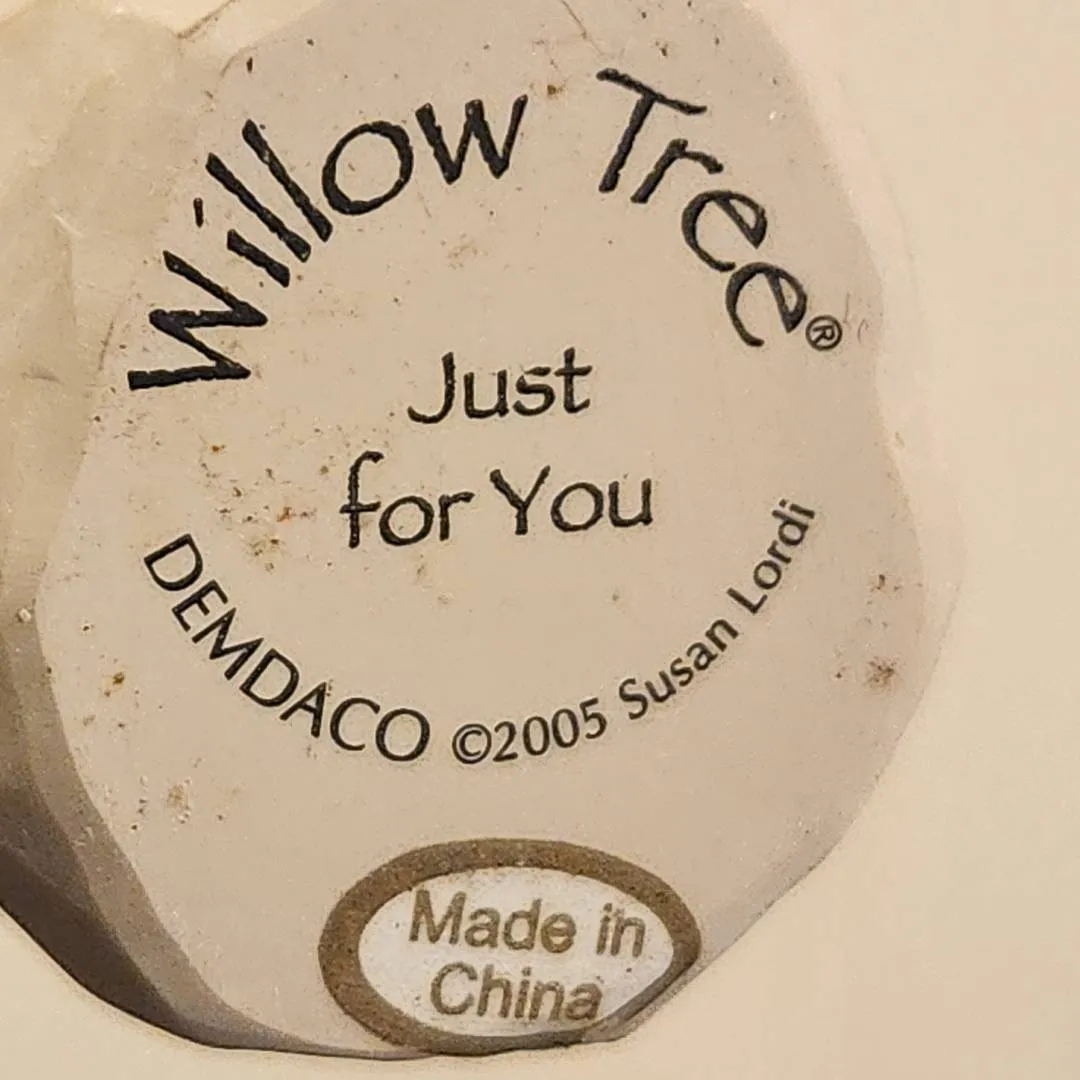 Willow Tree®
Just
for You
DEMDACO ©2005 Susan Lordi
Made in
China